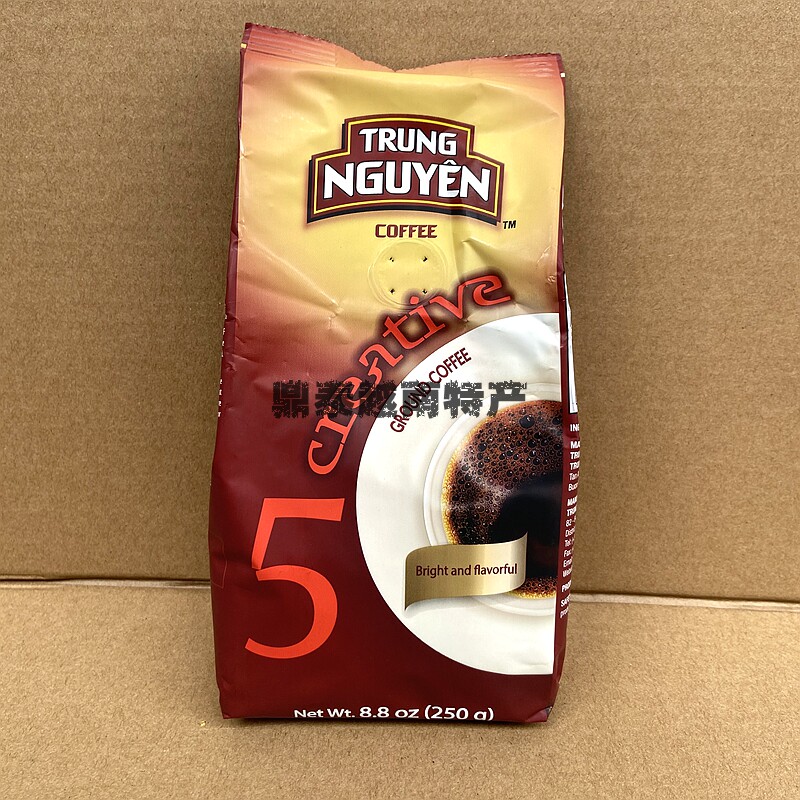 TRUNG
NGUYÊN
™
COFFEE
creative
GROUND COFFEE
鼎泰越南特产
5
Bright and flavorful
Net Wt. 8.8 oz (250 g)